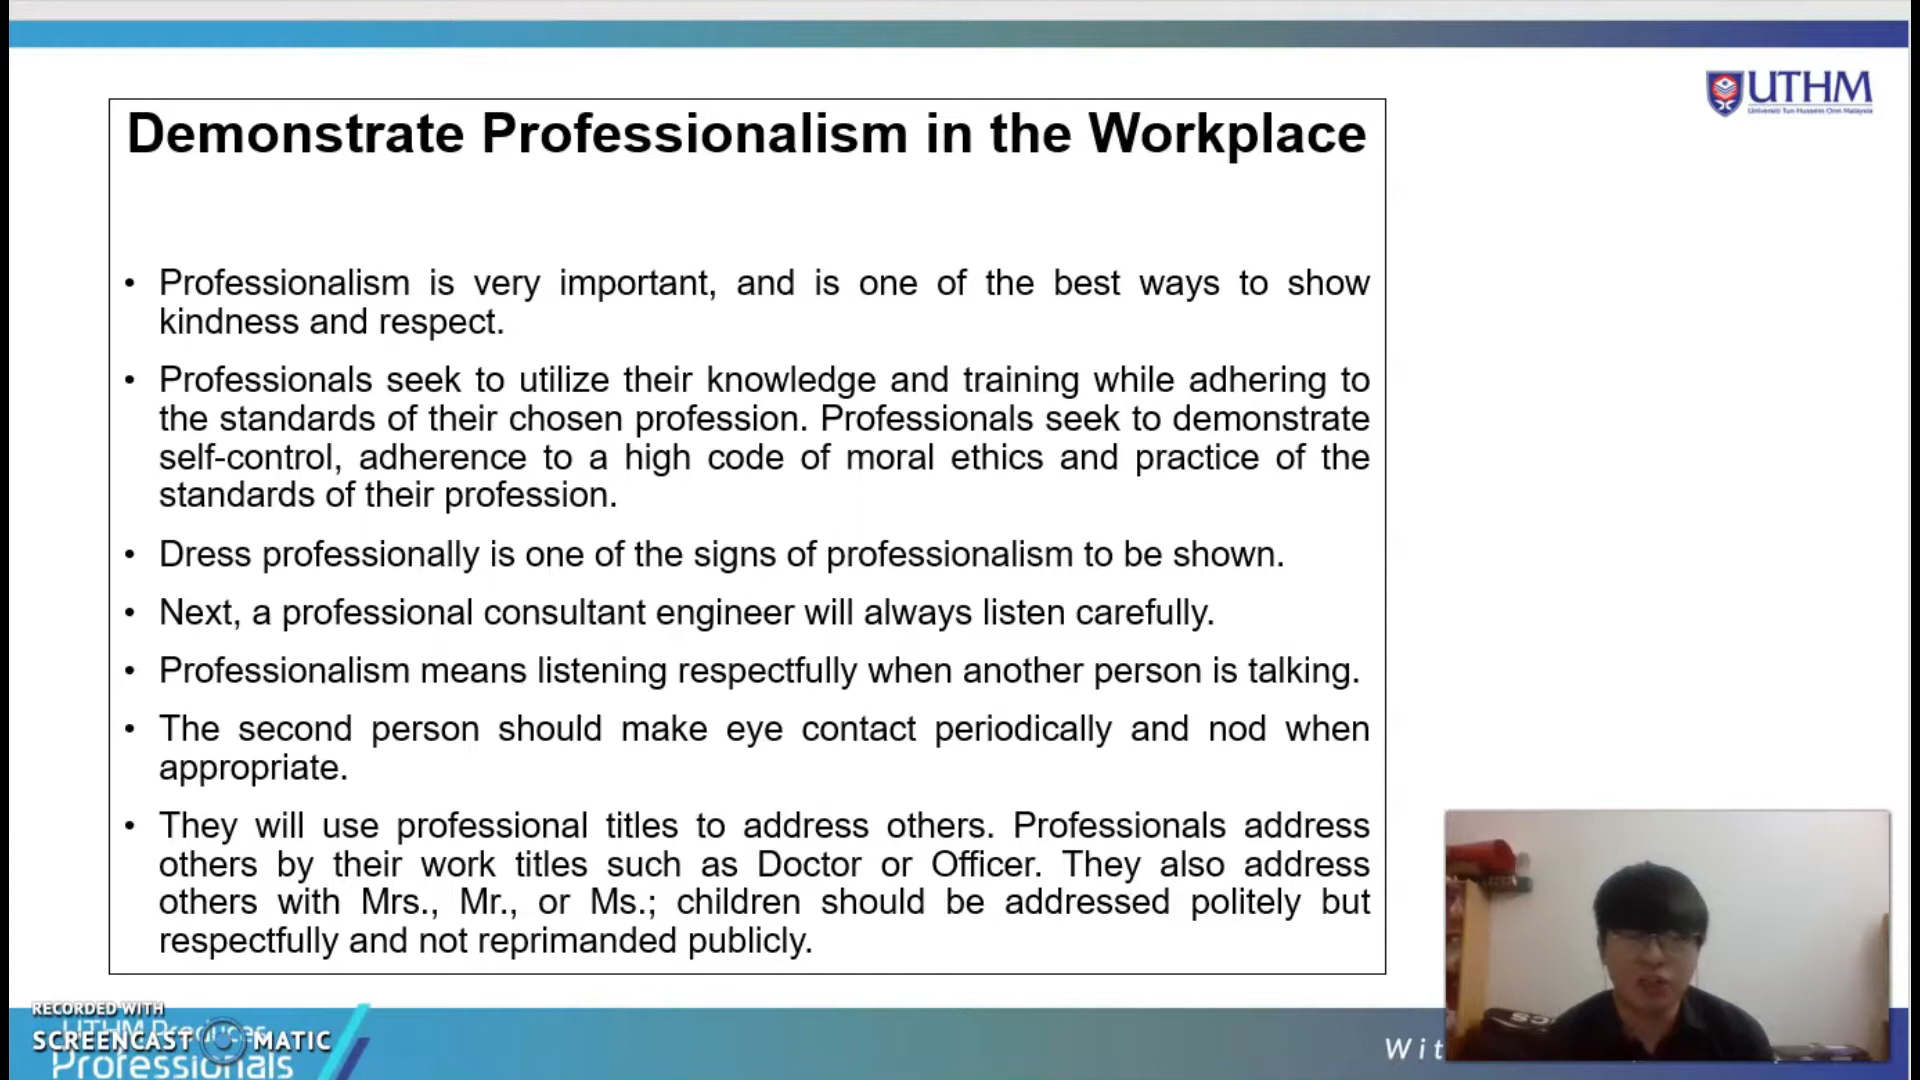 UTHM
Universiti Tun Hussein Onn Malaysia
Demonstrate Professionalism in the Workplace
• Professionalism is very important, and is one of the best ways to show
kindness and respect.
• Professionals seek to utilize their knowledge and training while adhering to
the standards of their chosen profession. Professionals seek to demonstrate
self-control, adherence to a high code of moral ethics and practice of the
standards of their profession.
• Dress professionally is one of the signs of professionalism to be shown.
• Next, a professional consultant engineer will always listen carefully.
• Professionalism means listening respectfully when another person is talking.
• The second person should make eye contact periodically and nod when
appropriate.
• They will use professional titles to address others. Professionals address
others by their work titles such as Doctor or Officer. They also address
others with Mrs., Mr., or Ms.; children should be addressed politely but
respectfully and not reprimanded publicly.
RECORDED WITH
SCREENCAST MATIC
UTHM Produces
Professionals
Wit